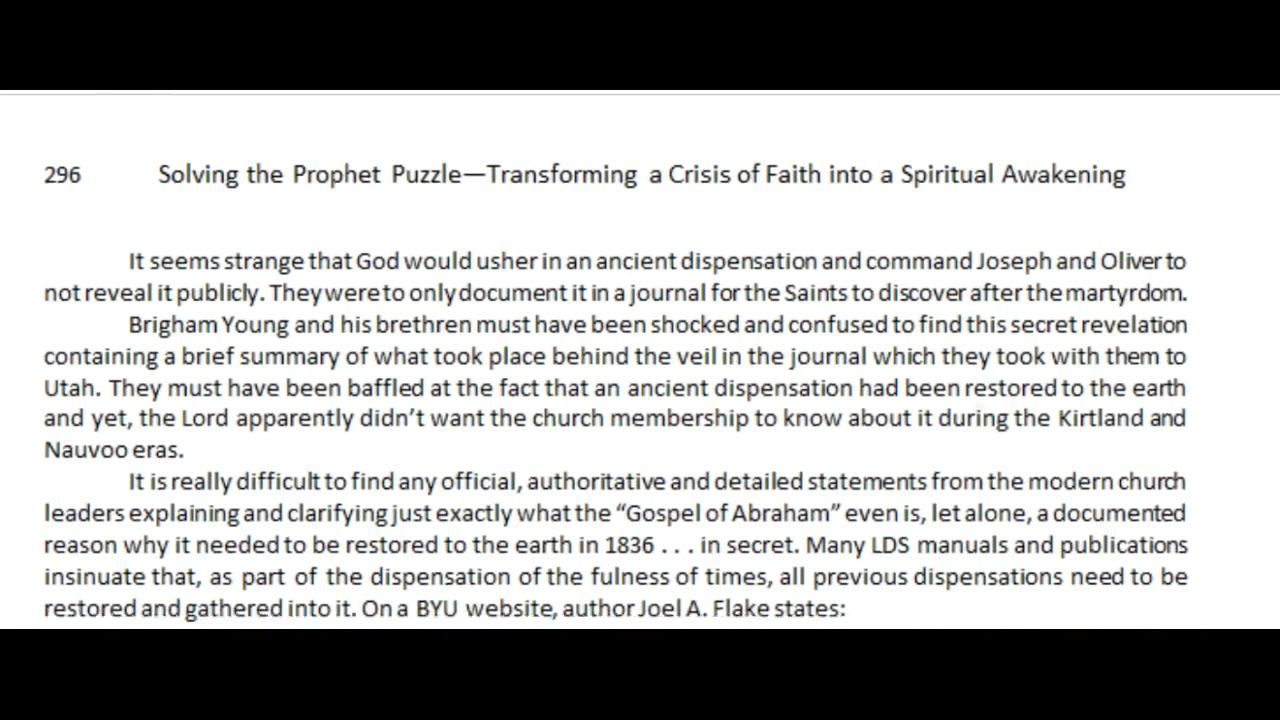 296 Solving the Prophet Puzzle—Transforming a Crisis of Faith into a Spiritual Awakening
It seems strange that God would usher in an ancient dispensation and command Joseph and Oliver to
not reveal it publicly. They were to only document it in a journal for the Saints to discover after the martyrdom.
Brigham Young and his brethren must have been shocked and confused to find this secret revelation
containing a brief summary of what took place behind the veil in the journal which they took with them to
Utah. They must have been baffled at the fact that an ancient dispensation had been restored to the earth
and yet, the Lord apparently didn’t want the church membership to know about it during the Kirtland and
Nauvoo eras.
It is really difficult to find any official, authoritative and detailed statements from the modern church
leaders explaining and clarifying just exactly what the “Gospel of Abraham” even is, let alone, a documented
reason why it needed to be restored to the earth in 1836 . . . in secret. Many LDS manuals and publications
insinuate that, as part of the dispensation of the fulness of times, all previous dispensations need to be
restored and gathered into it. On a BYU website, author Joel A. Flake states: